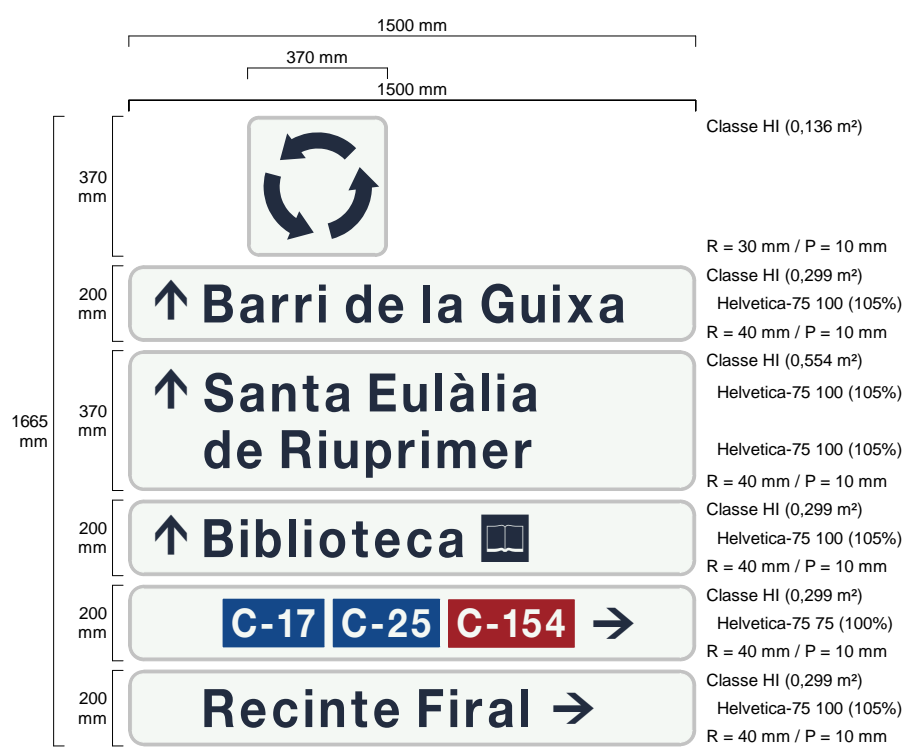 1500 mm
370 mm
1500 mm
Classe HI (0,136 m²)
370
mm
R = 30 mm / P = 10 mm
Classe HI (0,299 m²)
200
mm
Barri de la Guixa
Helvetica-75 100 (105%)
R = 40 mm / P = 10 mm
Classe HI (0,554 m²)
1665
mm
370
mm
Santa Eulàlia
Helvetica-75 100 (105%)
de Riuprimer
Helvetica-75 100 (105%)
R = 40 mm / P = 10 mm
Classe HI (0,299 m²)
200
mm
Biblioteca
Helvetica-75 100 (105%)
R = 40 mm / P = 10 mm
Classe HI (0,299 m²)
200
mm
C-17 C-25 C-154
Helvetica-75 75 (100%)
R = 40 mm / P = 10 mm
Classe HI (0,299 m²)
200
mm
Recinte Firal
Helvetica-75 100 (105%)
R = 40 mm / P = 10 mm